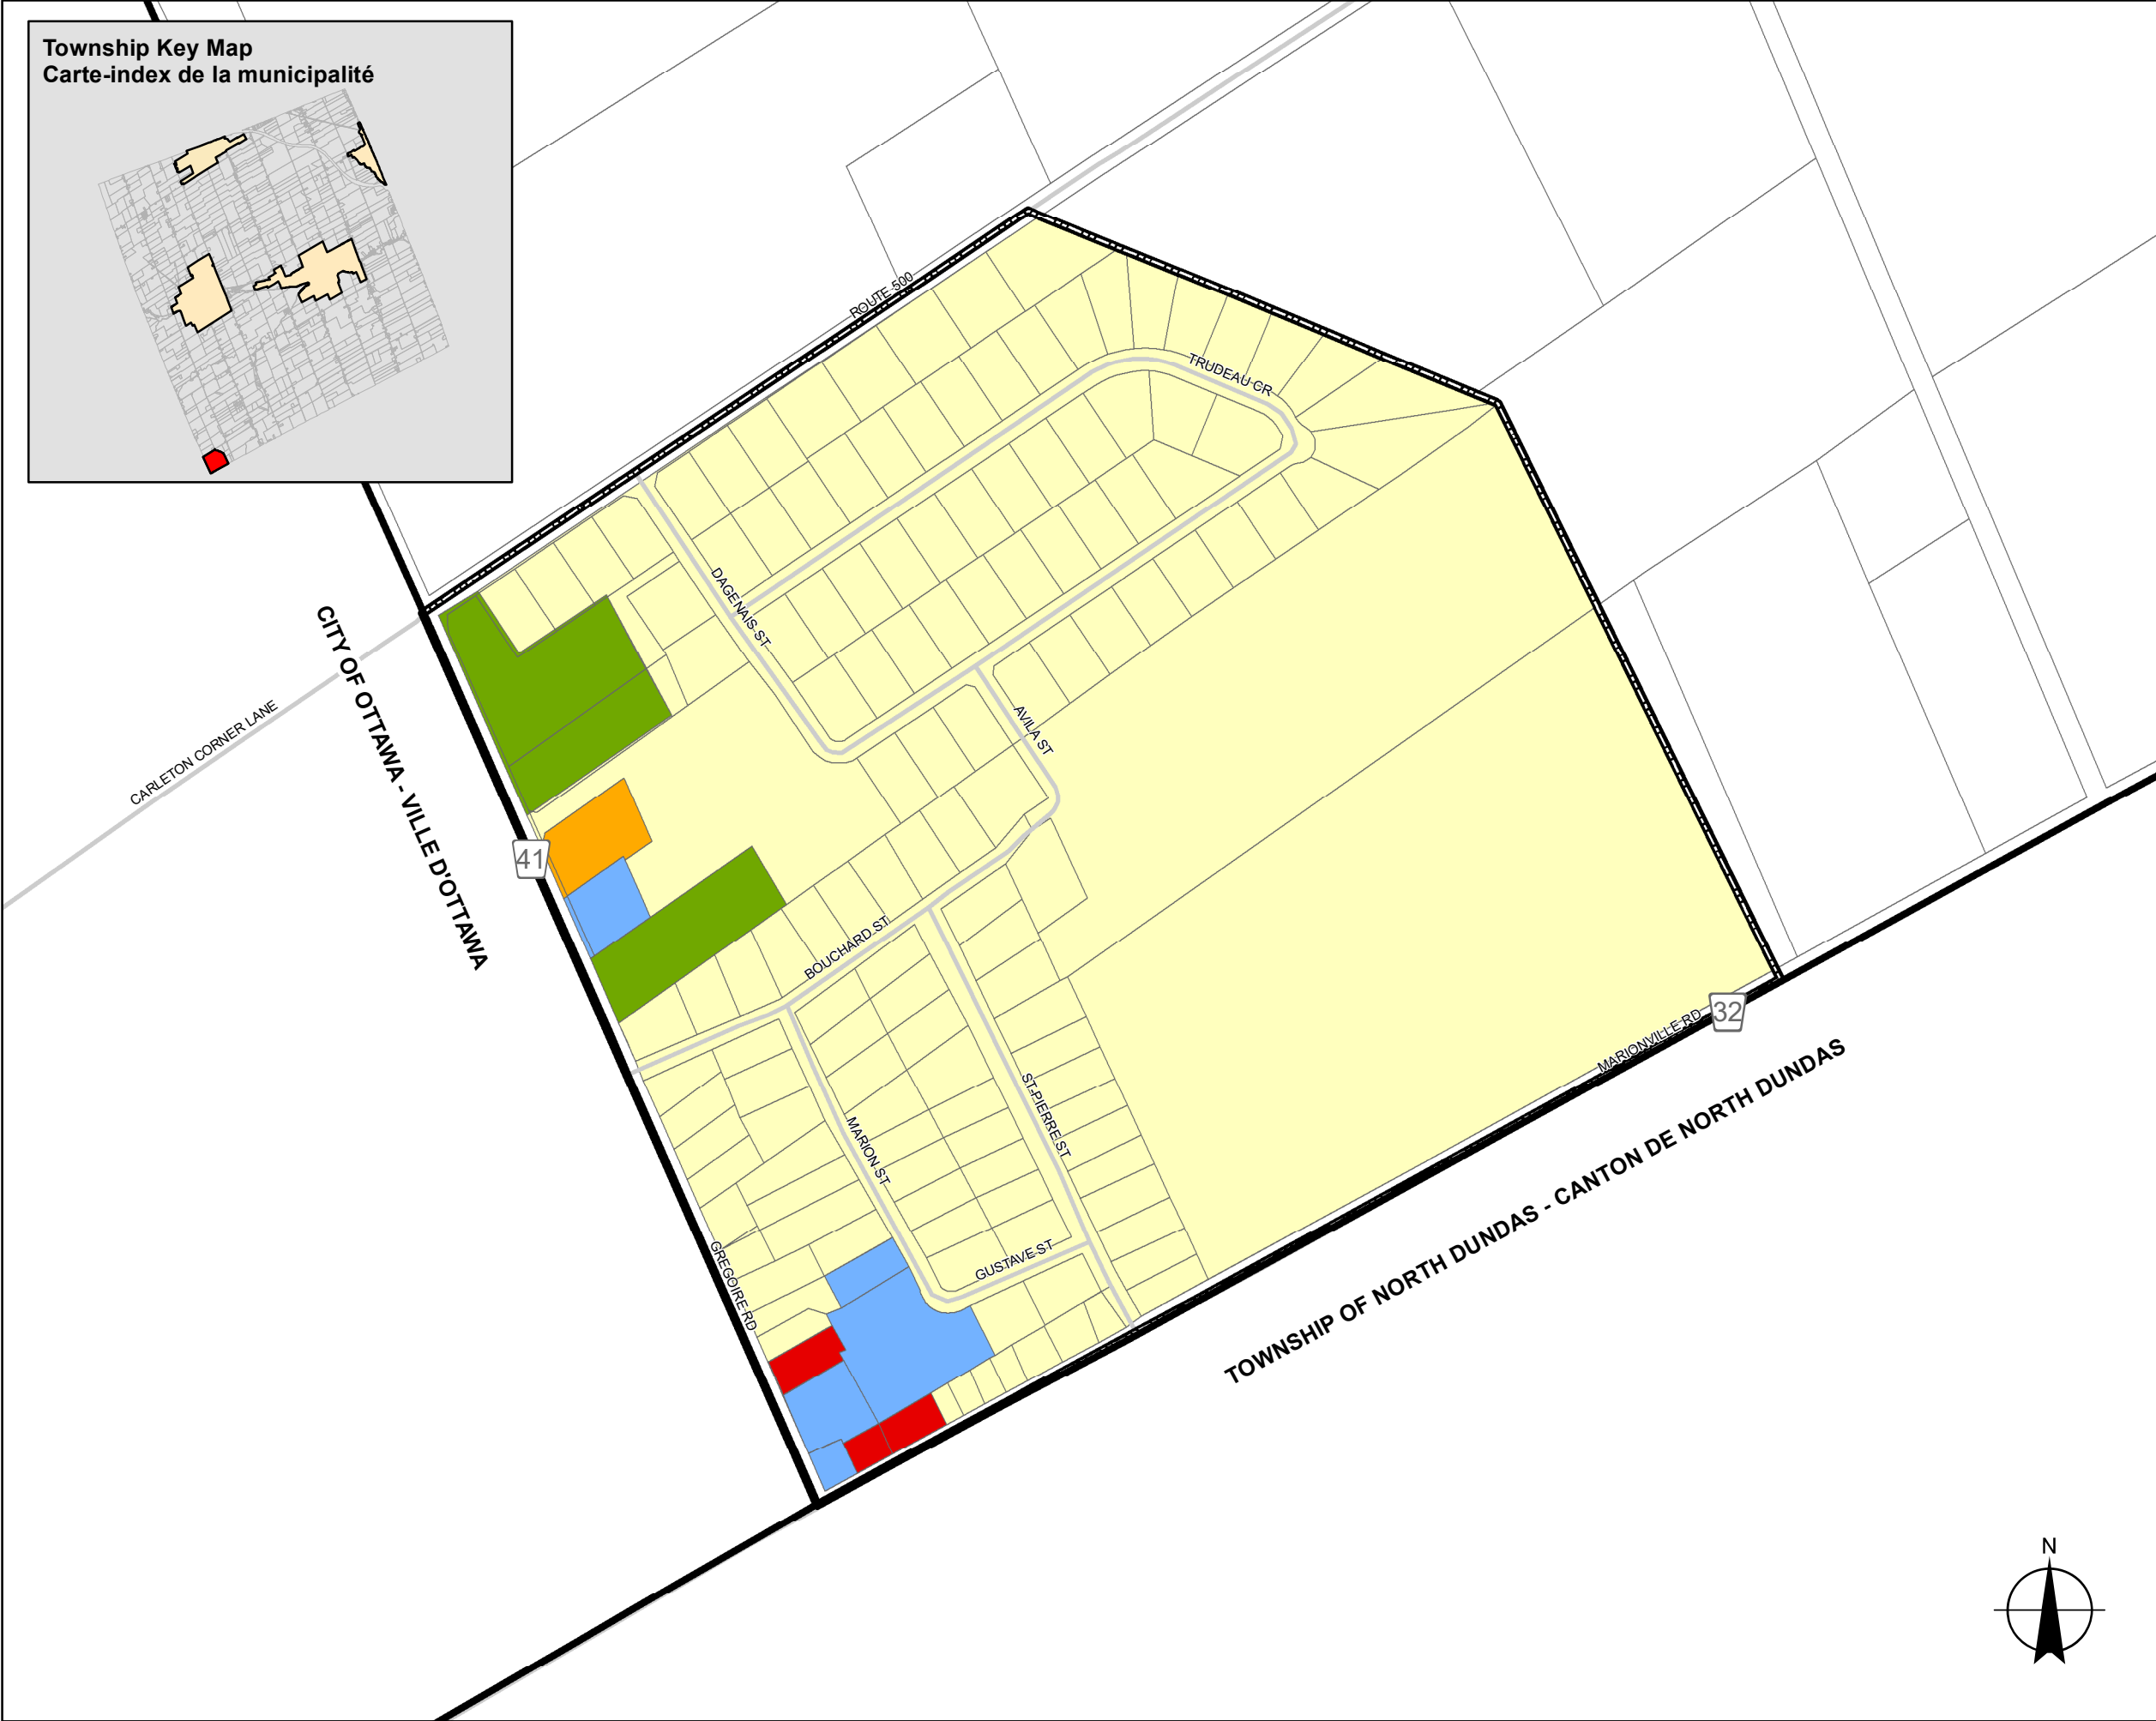 Township Key Map
Carte-index de la municipalité
ROUTE 500
TRUDEAU CR
DAGENAIS ST
CITY OF OTTAWA - VILLE D'OTTAWA
CARLETON CORNER LANE
AVILA ST
41
BOUCHARD ST
32
MARIONVILLE RD
ST-PIERRE ST
MARION ST
TOWNSHIP OF NORTH DUNDAS - CANTON DE NORTH DUNDAS
GREGOIRE RD
GUSTAVE ST
N